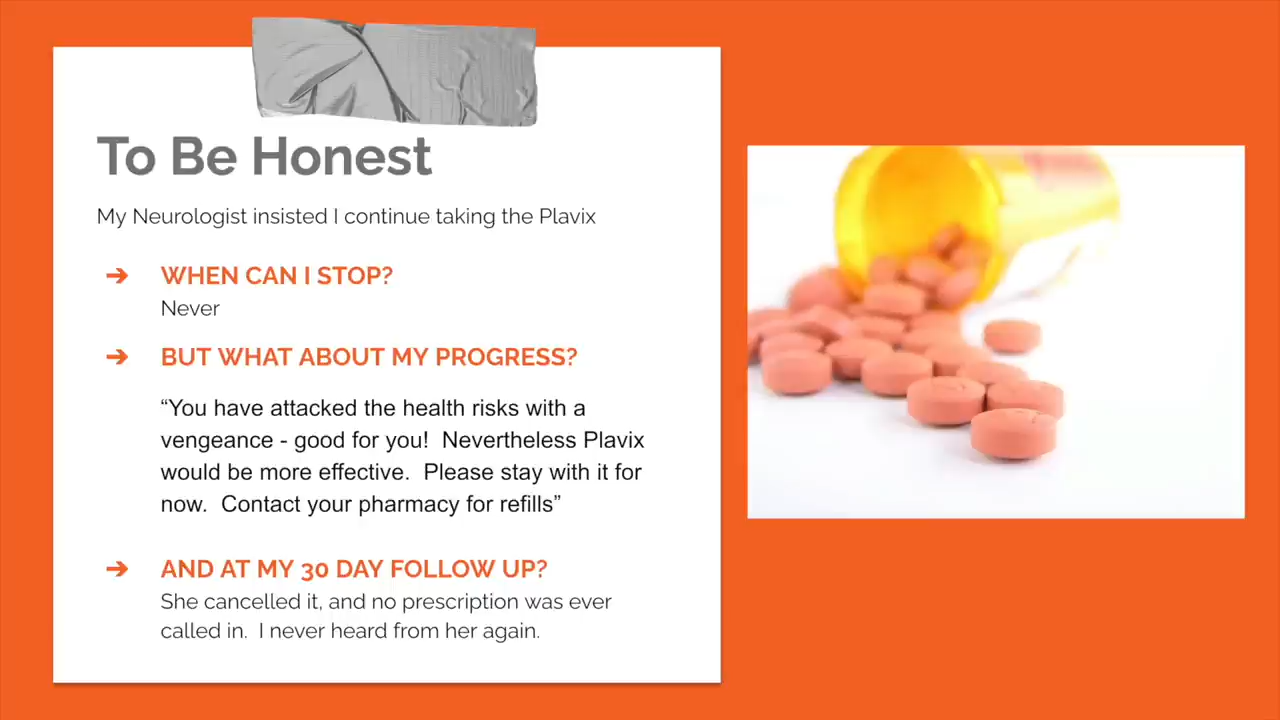 To Be Honest
My Neurologist insisted I continue taking the Plavix
➔ WHEN CAN I STOP?
Never
➔ BUT WHAT ABOUT MY PROGRESS?
“You have attacked the health risks with a
vengeance - good for you!  Nevertheless Plavix
would be more effective.  Please stay with it for
now.  Contact your pharmacy for refills”
➔ AND AT MY 30 DAY FOLLOW UP?
She cancelled it, and no prescription was ever
called in.  I never heard from her again.